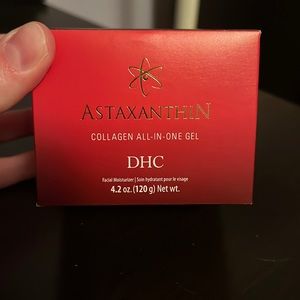 ASTAXANTHIN
COLLAGEN ALL-IN-ONE GEL
DHC
Facial Moisturizer | Soin hydratant pour le visage
4.2 oz. (120 g) Net wt.